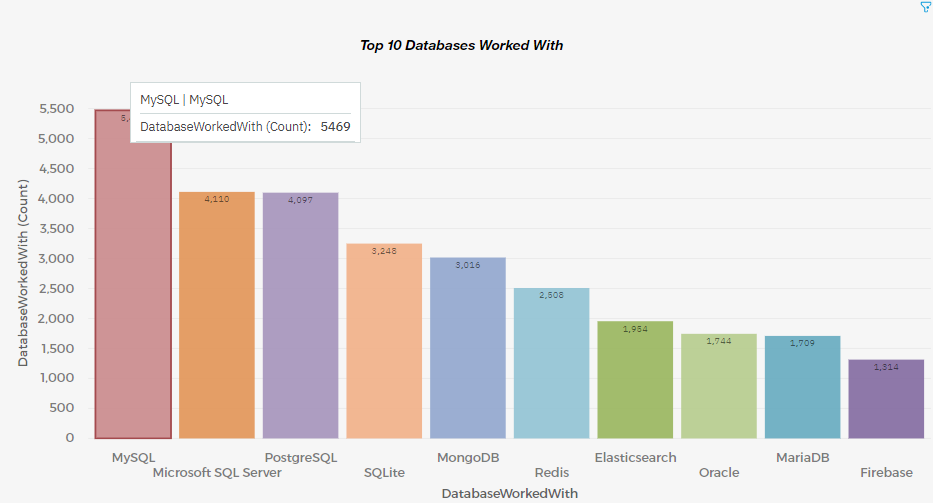 Top 10 Databases Worked With
MySQL | MySQL
DatabaseWorkedWith (Count): 5469
DatabaseWorkedWith (Count)
5,500
5,000
4,500
4,000
3,500
3,000
2,500
2,000
1,500
1,000
500
0
4,110
4,097
3,248
3,016
2,508
1,954
1,744
1,709
1,314
MySQL
Microsoft SQL Server
PostgreSQL
SQLite
MongoDB
Redis
Elasticsearch
Oracle
MariaDB
Firebase
DatabaseWorkedWith